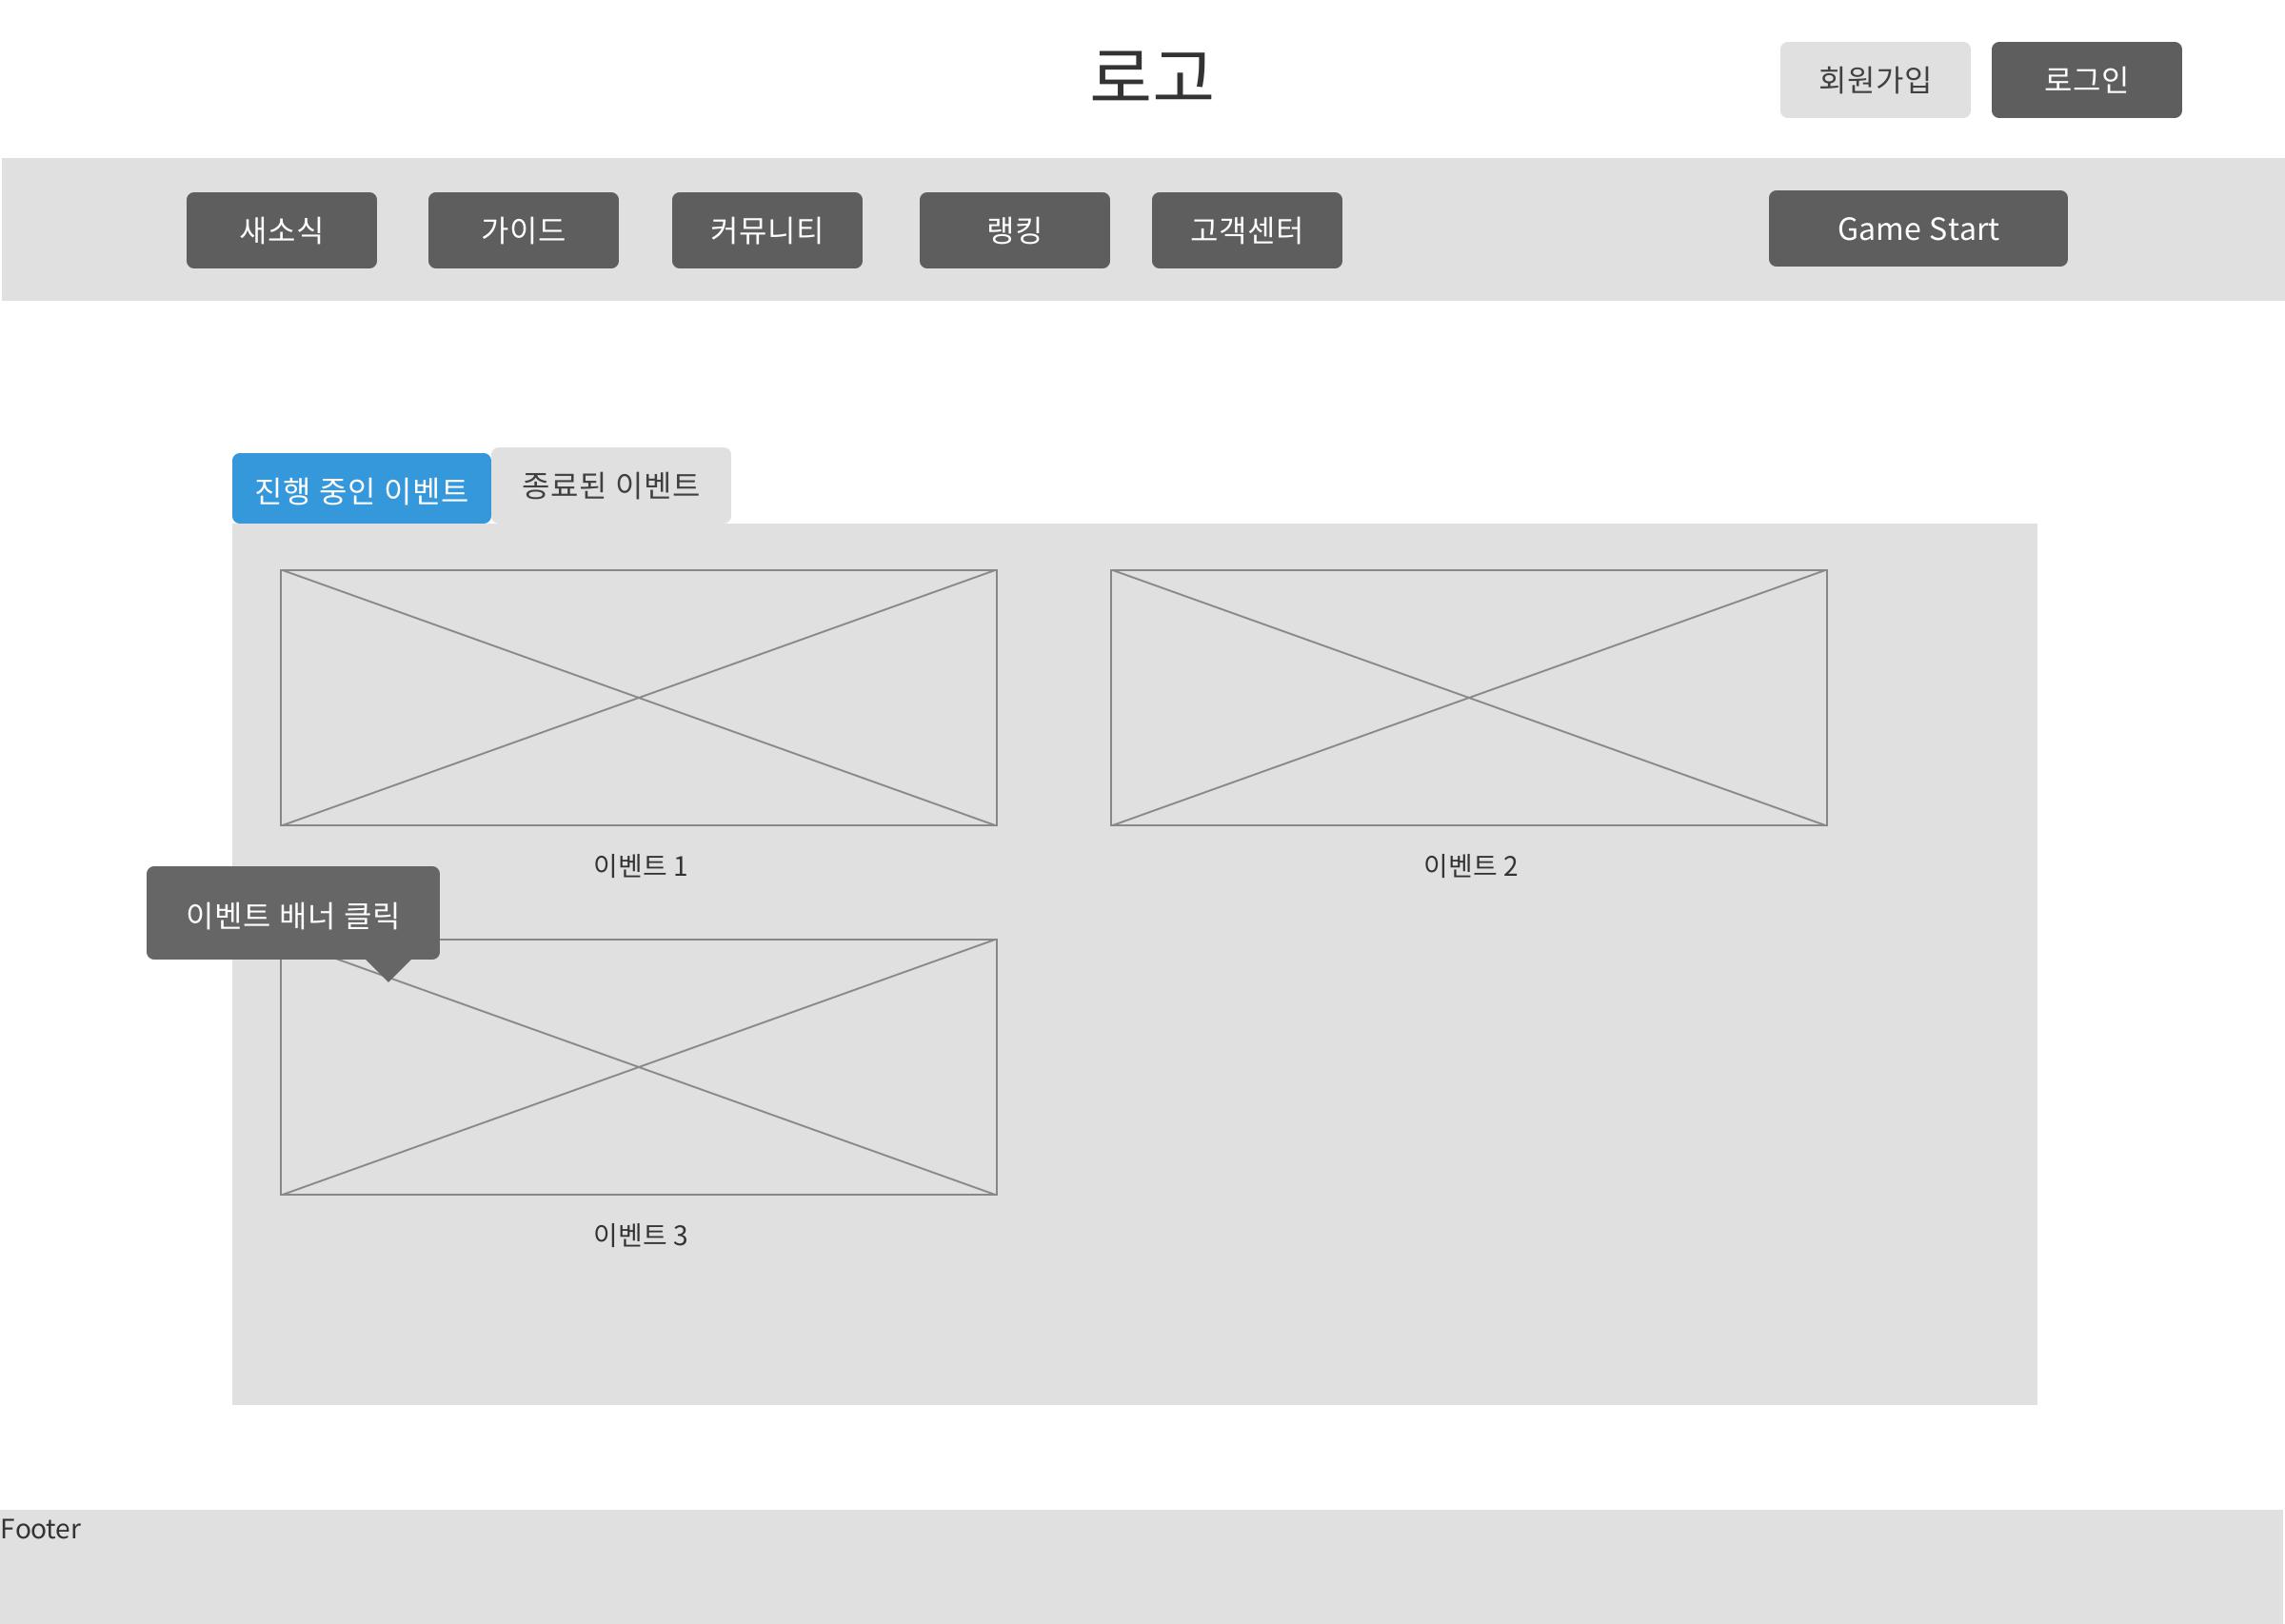 로고
회원가입
로그인
새소식
가이드
커뮤니티
랭킹
고객센터
Game Start
진행 중인 이벤트
종료된 이벤트
이벤트 1
이벤트 2
이벤트 배너 클릭
이벤트 3
Footer